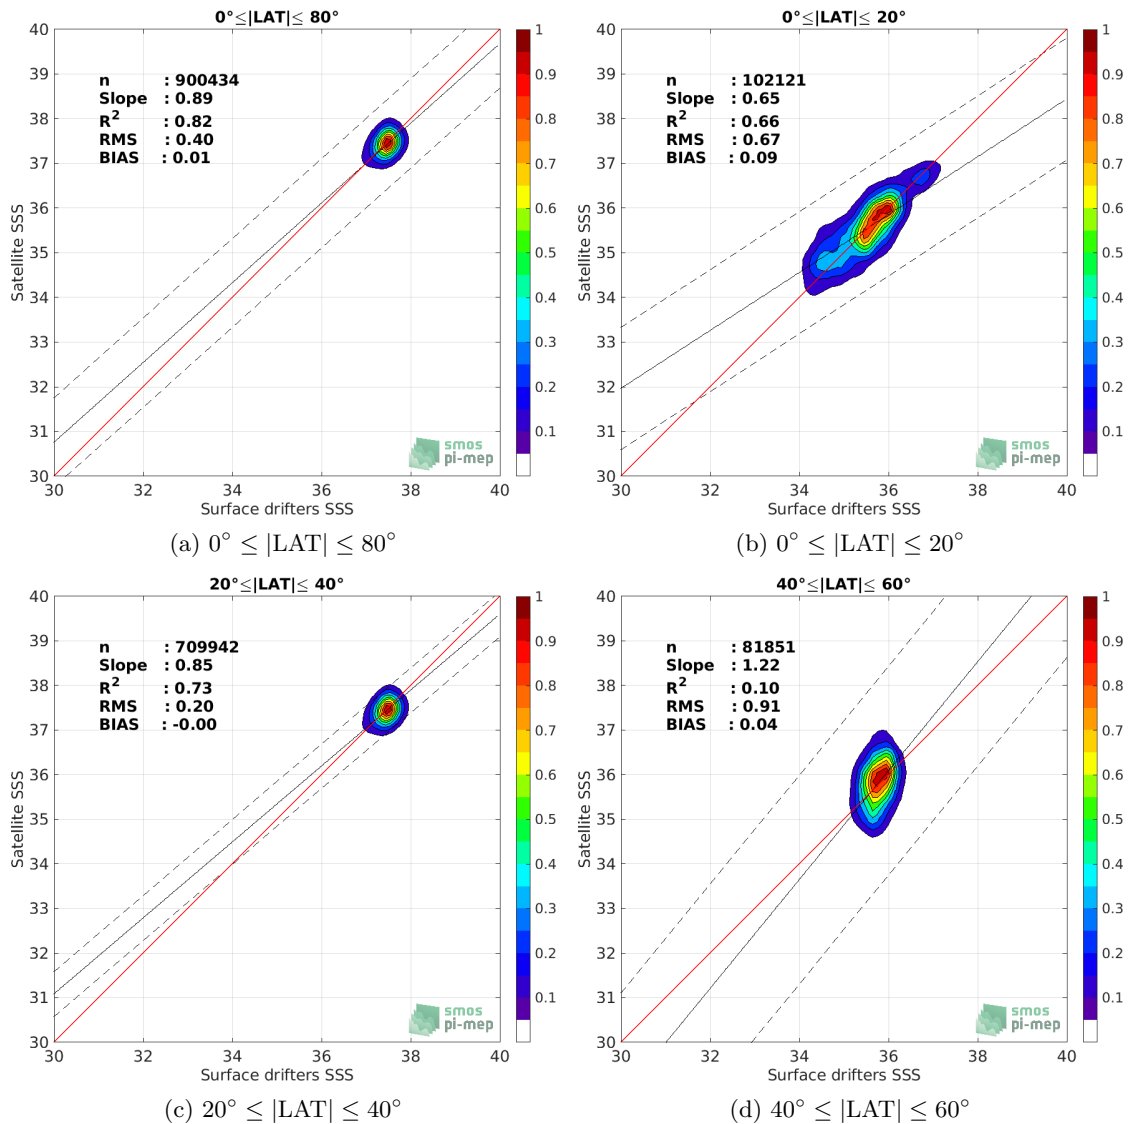 0°≤|LAT|≤ 80°
40
39
38
37
36
35
34
33
32
31
30
Satellite SSS
n : 900434
Slope : 0.89
R² : 0.82
RMS : 0.40
BIAS : 0.01
smos
pi-mep
30 32 34 36 38 40
Surface drifters SSS
1
0.9
0.8
0.7
0.6
0.5
0.4
0.3
0.2
0.1
(a) 0° ≤ |LAT| ≤ 80°
0°≤|LAT|≤ 20°
40
39
38
37
36
35
34
33
32
31
30
Satellite SSS
n : 102121
Slope : 0.65
R² : 0.66
RMS : 0.67
BIAS : 0.09
smos
pi-mep
30 32 34 36 38 40
Surface drifters SSS
1
0.9
0.8
0.7
0.6
0.5
0.4
0.3
0.2
0.1
(b) 0° ≤ |LAT| ≤ 20°
20°≤|LAT|≤ 40°
40
39
38
37
36
35
34
33
32
31
30
Satellite SSS
n : 709942
Slope : 0.85
R² : 0.73
RMS : 0.20
BIAS : -0.00
smos
pi-mep
30 32 34 36 38 40
Surface drifters SSS
1
0.9
0.8
0.7
0.6
0.5
0.4
0.3
0.2
0.1
(c) 20° ≤ |LAT| ≤ 40°
40°≤|LAT|≤ 60°
40
39
38
37
36
35
34
33
32
31
30
Satellite SSS
n : 81851
Slope : 1.22
R² : 0.10
RMS : 0.91
BIAS : 0.04
smos
pi-mep
30 32 34 36 38 40
Surface drifters SSS
1
0.9
0.8
0.7
0.6
0.5
0.4
0.3
0.2
0.1
(d) 40° ≤ |LAT| ≤ 60°